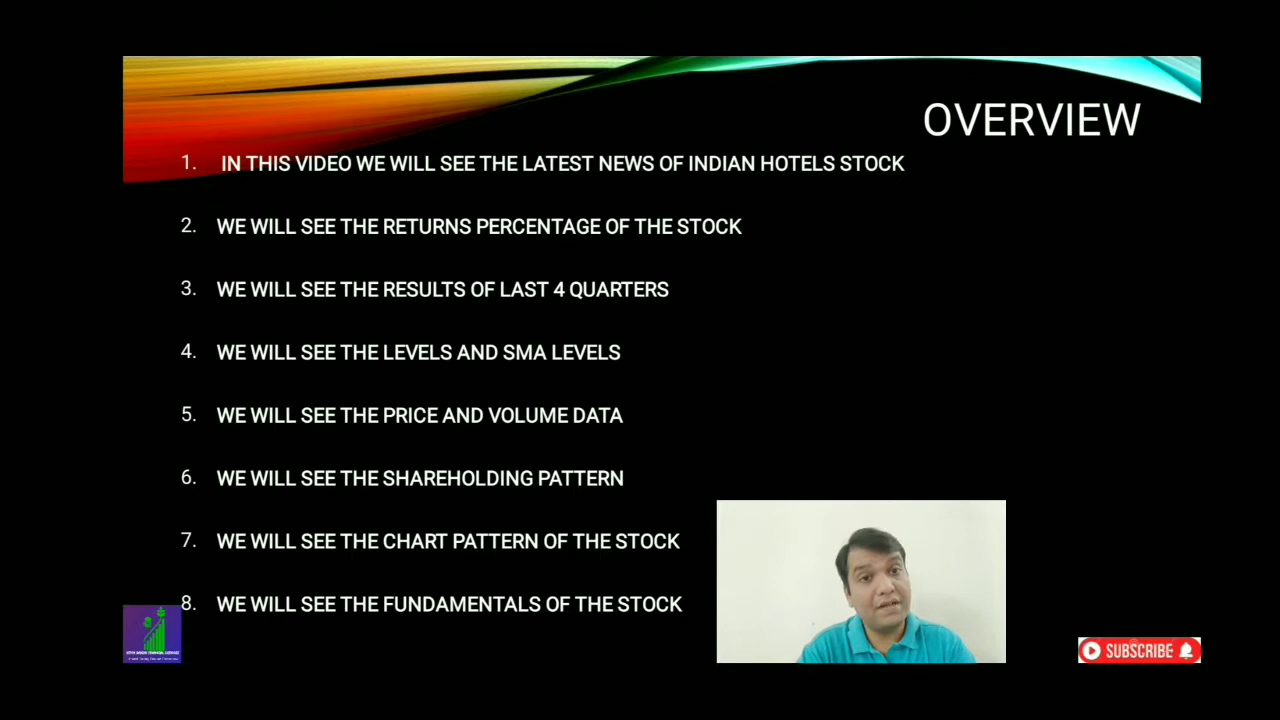 OVERVIEW
1. IN THIS VIDEO WE WILL SEE THE LATEST NEWS OF INDIAN HOTELS STOCK
2. WE WILL SEE THE RETURNS PERCENTAGE OF THE STOCK
3. WE WILL SEE THE RESULTS OF LAST 4 QUARTERS
4. WE WILL SEE THE LEVELS AND SMA LEVELS
5. WE WILL SEE THE PRICE AND VOLUME DATA
6. WE WILL SEE THE SHAREHOLDING PATTERN
7. WE WILL SEE THE CHART PATTERN OF THE STOCK
8. WE WILL SEE THE FUNDAMENTALS OF THE STOCK
SUBSCRIBE